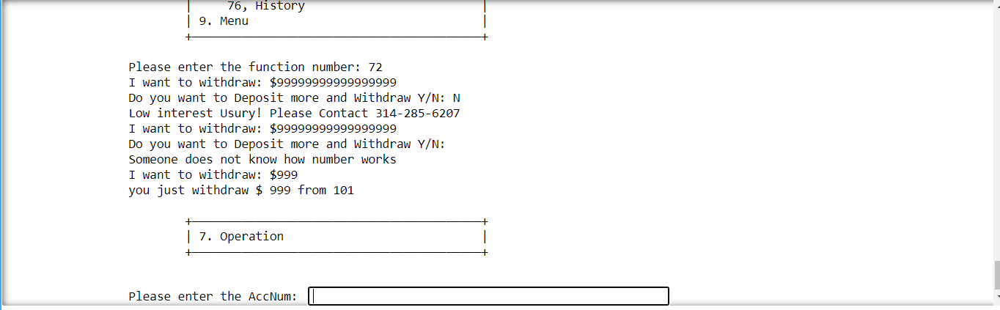 76, History
9. Menu
Please enter the function number: 72
I want to withdraw: $99999999999999999
Do you want to Deposit more and Withdraw Y/N: N
Low interest Usury! Please Contact 314-285-6207
I want to withdraw: $99999999999999999
Do you want to Deposit more and Withdraw Y/N:
Someone does not know how number works
I want to withdraw: $999
you just withdraw $ 999 from 101
7. Operation
Please enter the AccNum: